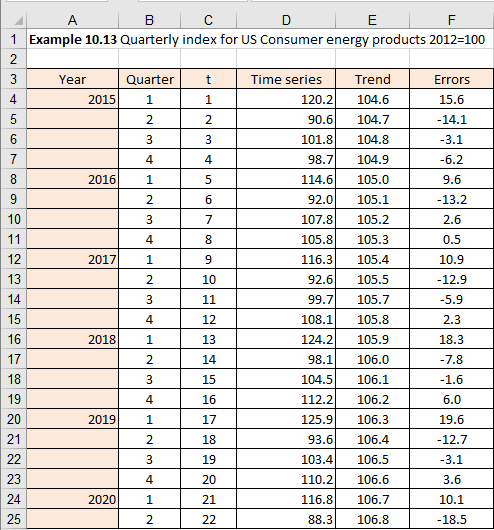 A B C D E F
1 Example 10.13 Quarterly index for US Consumer energy products 2012=100
2
3 Year Quarter t Time series Trend Errors
4 2015 1 1 120.2 104.6 15.6
5 2 2 90.6 104.7 -14.1
6 3 3 101.8 104.8 -3.1
7 4 4 98.7 104.9 -6.2
8 2016 1 5 114.6 105.0 9.6
9 2 6 92.0 105.1 -13.2
10 3 7 107.8 105.2 2.6
11 4 8 105.8 105.3 0.5
12 2017 1 9 116.3 105.4 10.9
13 2 10 92.6 105.5 -12.9
14 3 11 99.7 105.7 -5.9
15 4 12 108.1 105.8 2.3
16 2018 1 13 124.2 105.9 18.3
17 2 14 98.1 106.0 -7.8
18 3 15 104.5 106.1 -1.6
19 4 16 112.2 106.2 6.0
20 2019 1 17 125.9 106.3 19.6
21 2 18 93.6 106.4 -12.7
22 3 19 103.4 106.5 -3.1
23 4 20 110.2 106.6 3.6
24 2020 1 21 116.8 106.7 10.1
25 2 22 88.3 106.8 -18.5